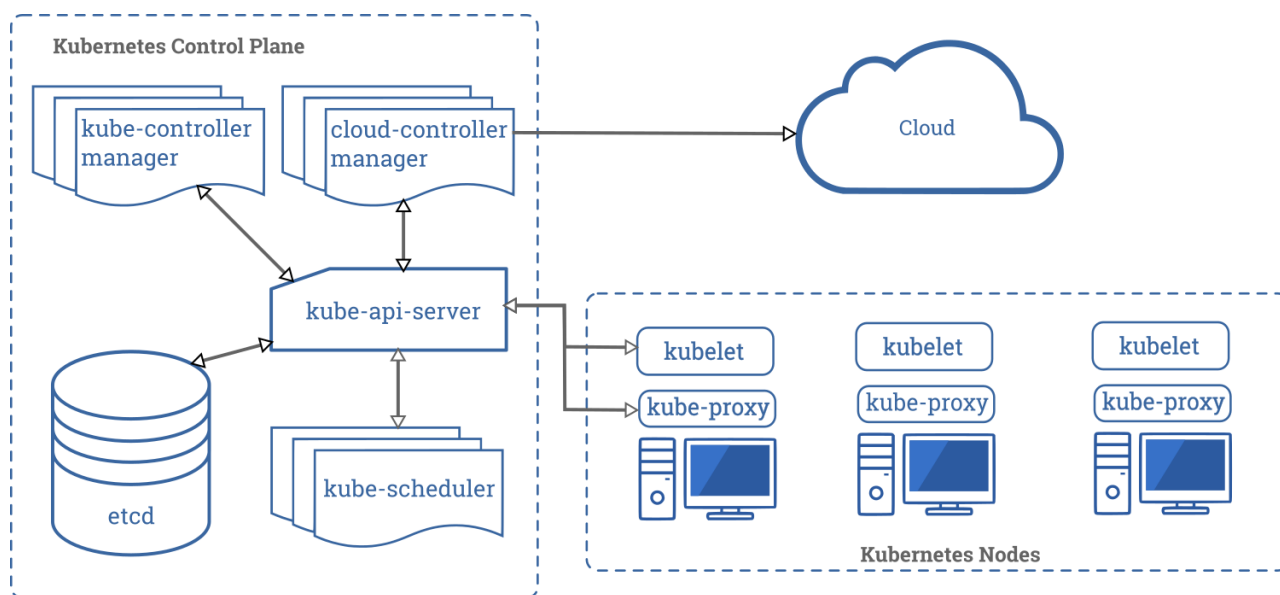 Kubernetes Control Plane
kube-controller
manager
cloud-controller
manager
Cloud
kube-api-server
kubelet
kubelet
kubelet
kube-proxy
kube-proxy
kube-proxy
etcd
kube-scheduler
Kubernetes Nodes